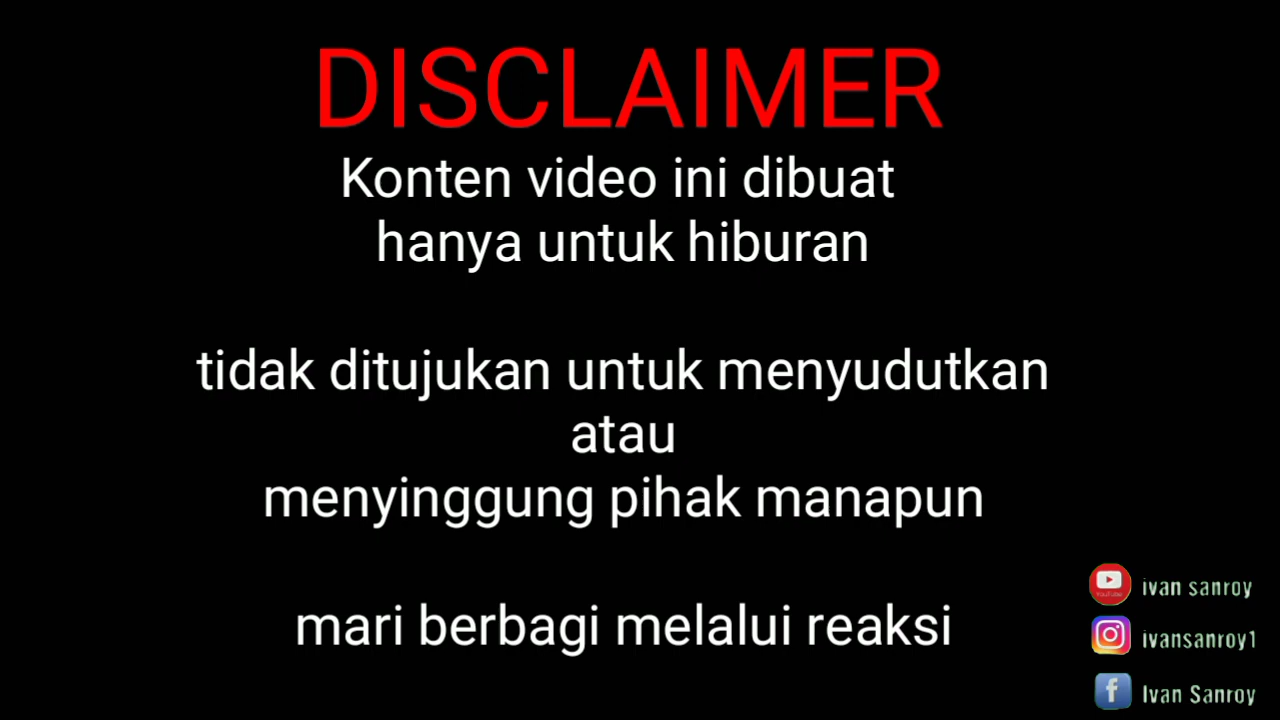 DISCLAIMER
Konten video ini dibuat
hanya untuk hiburan
tidak ditujukan untuk menyudutkan
atau
menyinggung pihak manapun
mari berbagi melalui reaksi
YouTube
ivan sanroy
ivansanroy1
Ivan Sanroy